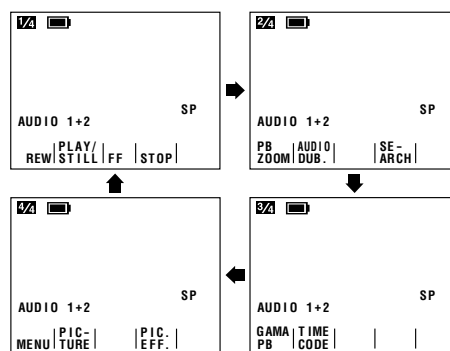 1/4
SP
AUDIO 1+2
PLAY/
REW STILL FF STOP
2/4
SP
AUDIO 1+2
PB AUDIO SE-
ZOOM DUB. ARCH
4/4
SP
AUDIO 1+2
PIC- PIC.
MENU TURE EFF.
3/4
SP
AUDIO 1+2
GAMA TIME
PB CODE